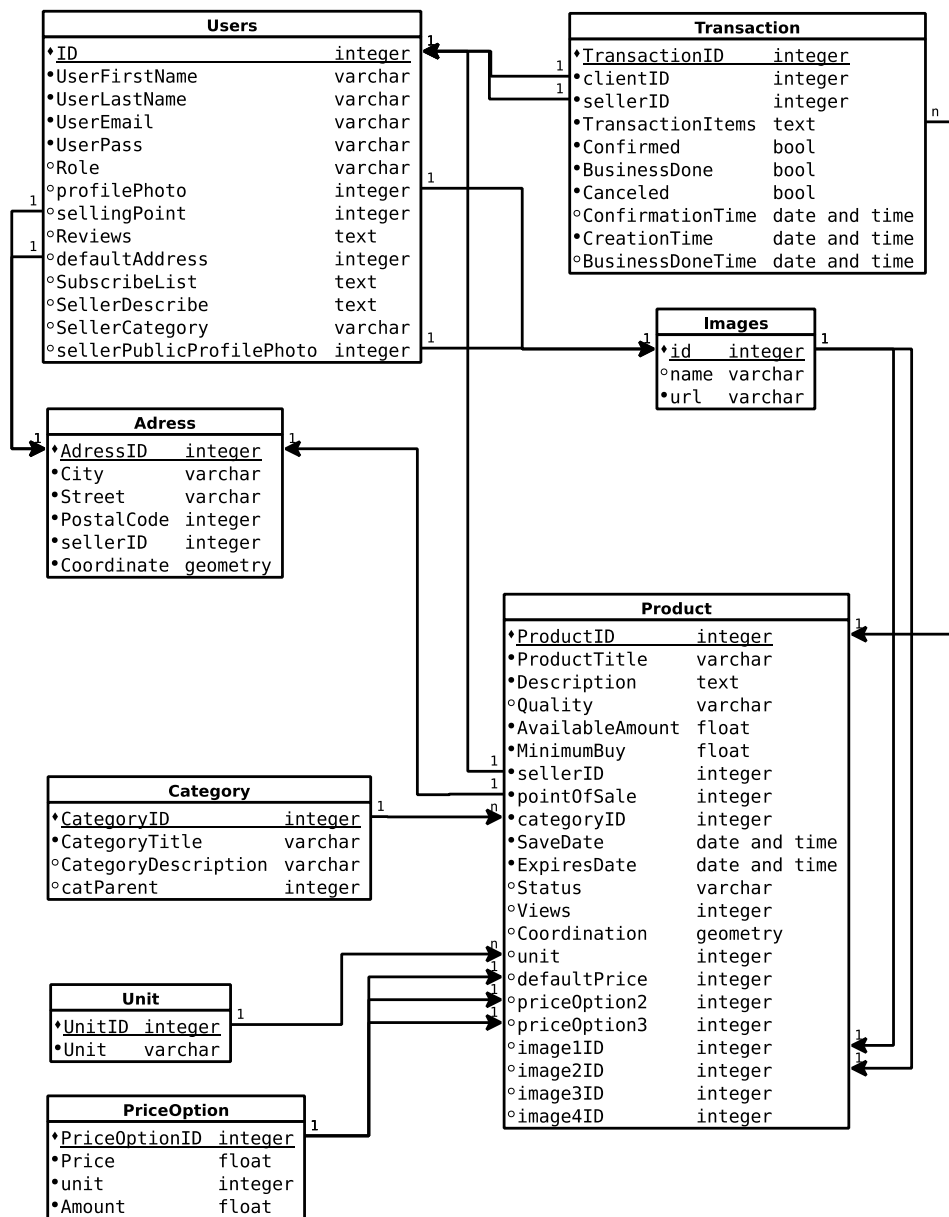 Users
ID integer
UserFirstName varchar
UserLastName varchar
UserEmail varchar
UserPass varchar
Role varchar
profilePhoto integer
sellingPoint integer
Reviews text
defaultAddress integer
SubscribeList text
SellerDescribe text
SellerCategory varchar
sellerPublicProfilePhoto integer
1
1
1
1
1
Transaction
TransactionID integer
clientID integer
sellerID integer
TransactionItems text
Confirmed bool
BusinessDone bool
Canceled bool
ConfirmationTime date and time
CreationTime date and time
BusinessDoneTime date and time
1
1
n
Images
id integer
name varchar
url varchar
1
1
Adress
AdressID integer
City varchar
Street varchar
PostalCode integer
sellerID integer
Coordinate geometry
1
1
Product
ProductID integer
ProductTitle varchar
Description text
Quality varchar
AvailableAmount float
MinimumBuy float
sellerID integer
pointOfSale integer
categoryID integer
SaveDate date and time
ExpiresDate date and time
Status varchar
Views integer
Coordination geometry
unit integer
defaultPrice integer
priceOption2 integer
priceOption3 integer
image1ID integer
image2ID integer
image3ID integer
image4ID integer
1
1
1
n
n
1
1
1
1
1
Category
CategoryID integer
CategoryTitle varchar
CategoryDescription varchar
catParent integer
1
Unit
UnitID integer
Unit varchar
1
PriceOption
PriceOptionID integer
Price float
unit integer
Amount float
1